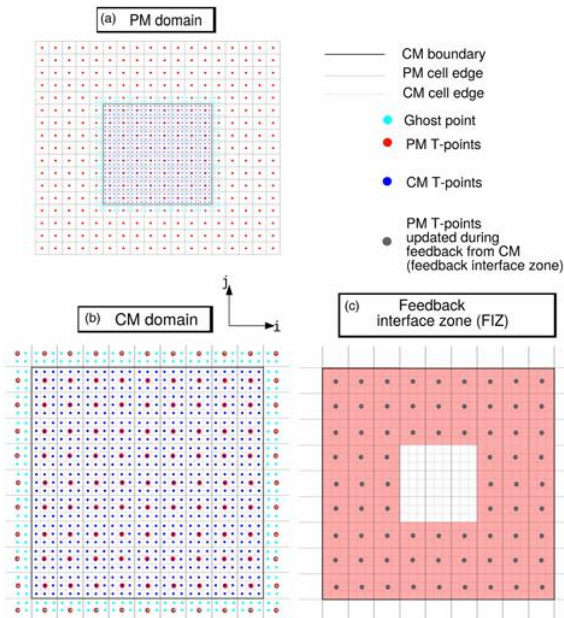 (a) PM domain
CM boundary
PM cell edge
CM cell edge
Ghost point
PM T-points
CM T-points
PM T-points
updated during
feedback from CM
(feedback interface zone)
j
i
(b) CM domain
(c) Feedback
interface zone (FIZ)